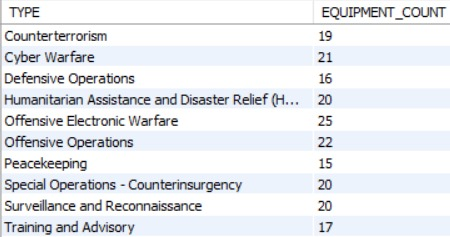 TYPE EQUIPMENT_COUNT
Counterterrorism 19
Cyber Warfare 21
Defensive Operations 16
Humanitarian Assistance and Disaster Relief (H... 20
Offensive Electronic Warfare 25
Offensive Operations 22
Peacekeeping 15
Special Operations - Counterinsurgency 20
Surveillance and Reconnaissance 20
Training and Advisory 17